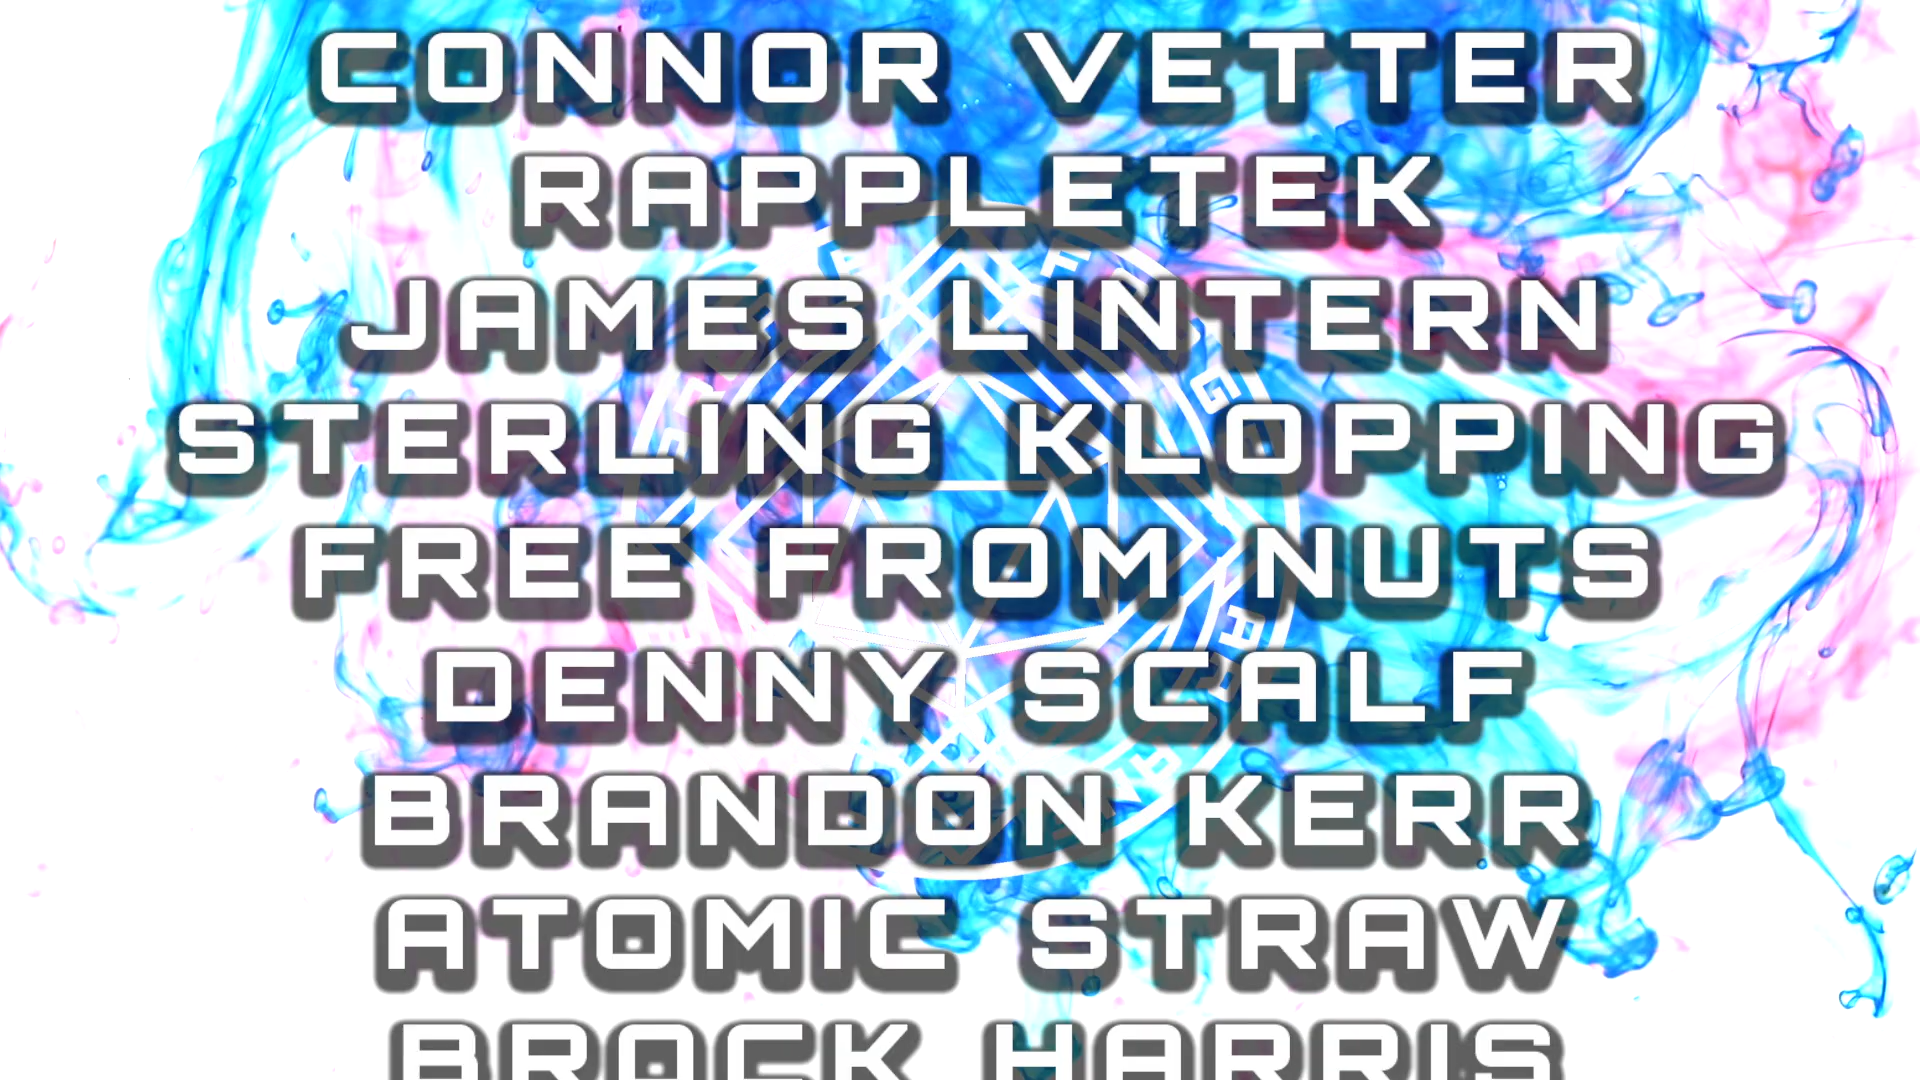 CONNOR VETTER
RAPPLETEK
JAMES LINTERN
STERLING KLOPPING
FREE FROM NUTS
DENNY SCALF
BRANDON KERR
ATOMIC STRAW
BROCK HARRIS